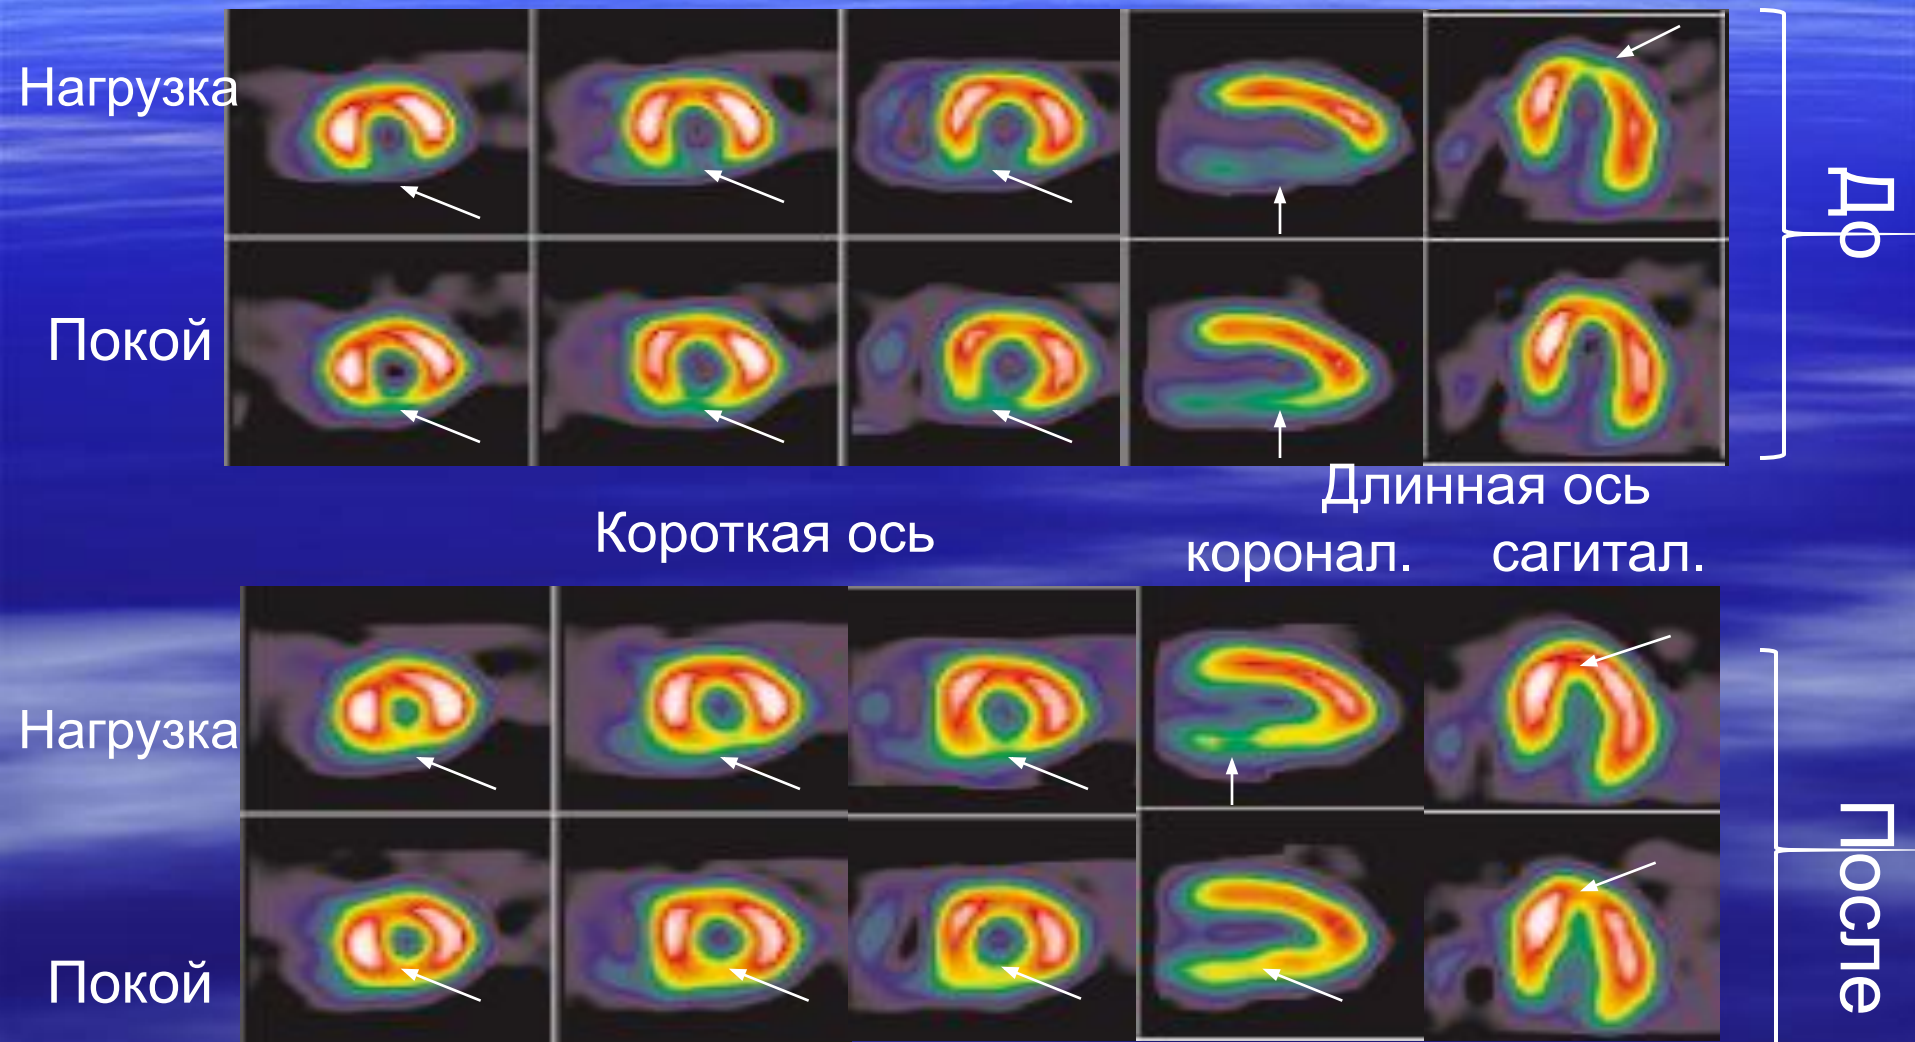 Нагрузка
До
Покой
Длинная ось
Короткая ось
коронал. сагитал.
Нагрузка
После
Покой